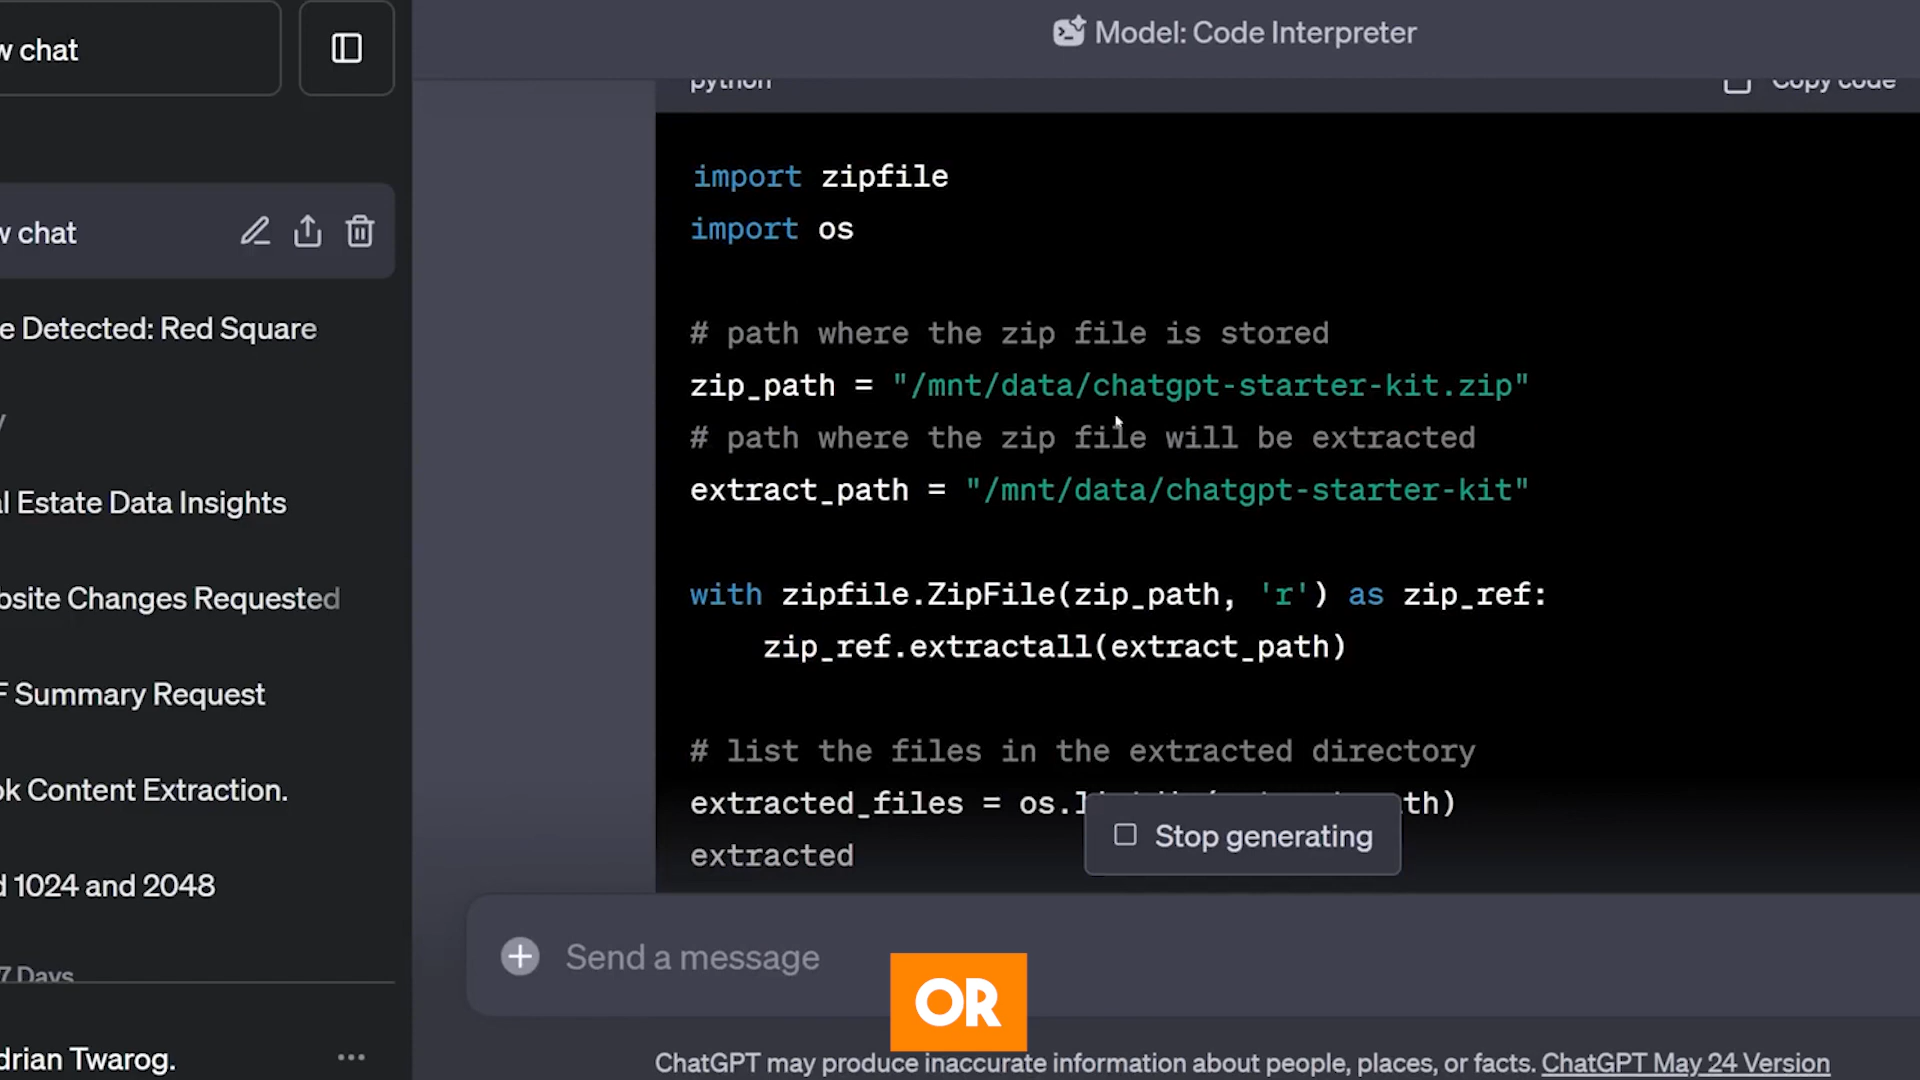 w chat
w chat
e Detected: Red Square
al Estate Data Insights
bsite Changes Requested
F Summary Request
ok Content Extraction.
d 1024 and 2048
7 Days
drian Twarog.
Model: Code Interpreter
python
Copy code
import zipfile
import os
# path where the zip file is stored
zip_path = "/mnt/data/chatgpt-starter-kit.zip"
# path where the zip file will be extracted
extract_path = "/mnt/data/chatgpt-starter-kit"
with zipfile.ZipFile(zip_path, 'r') as zip_ref:
zip_ref.extractall(extract_path)
# list the files in the extracted directory
extracted_files = os.l th)
extracted
Stop generating
Send a message
OR
ChatGPT may produce inaccurate information about people, places, or facts. ChatGPT May 24 Version